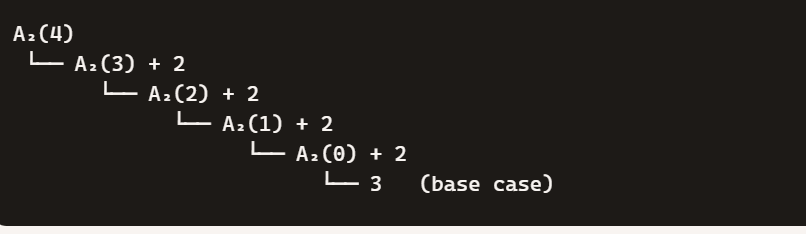 A₂(4)
└── A₂(3) + 2
└── A₂(2) + 2
└── A₂(1) + 2
└── A₂(0) + 2
└── 3 (base case)